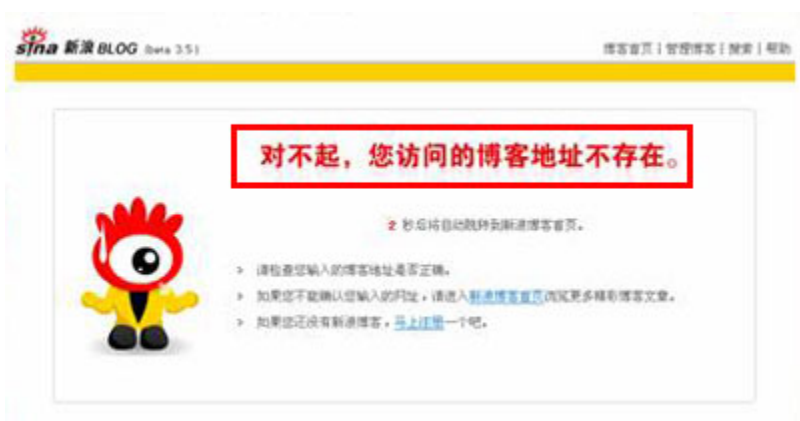 sina 新浪 BLOG (beta 3.5)
博客首页 | 管理博客 | 搜索 | 帮助
对不起，您访问的博客地址不存在。
2 秒后将自动跳转到新浪博客首页。
> 请检查您输入的博客地址是否正确。
> 如果您不能确认您输入的网址，请进入新浪博客首页浏览更多精彩博客文章。
> 如果您还没有新浪博客，马上注册一个吧。